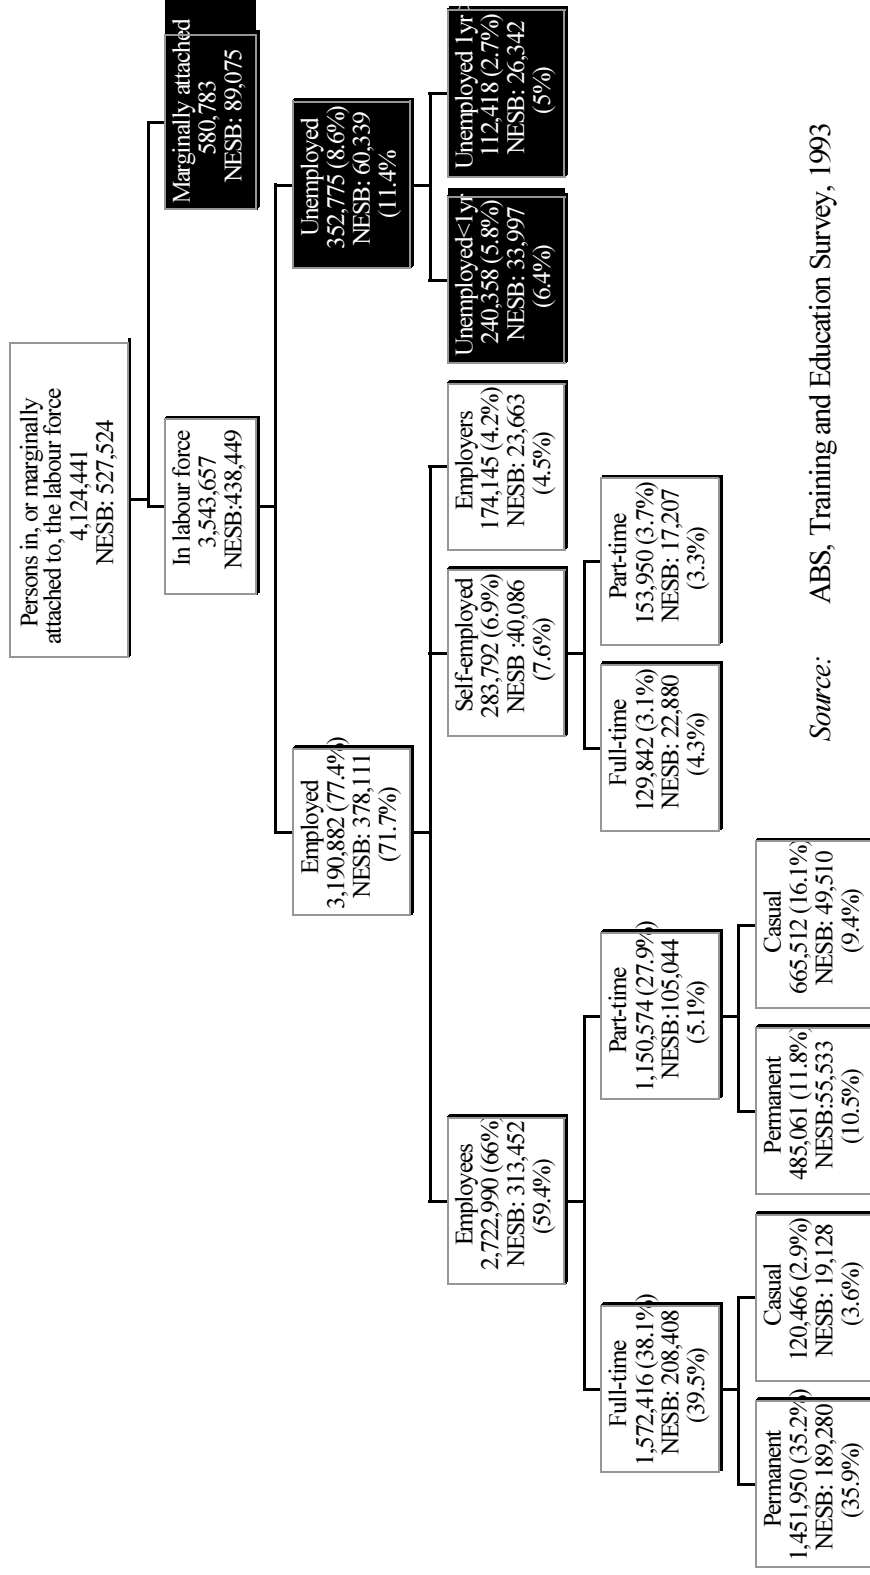 Persons in, or marginally
attached to, the labour force
4,124,441
NESB: 527,524
In labour force
3,543,657
NESB:438,449
Marginally attached
580,783
NESB: 89,075
Employed
3,190,882 (77.4%)
NESB: 378,111
(71.7%)
Unemployed
352,775 (8.6%)
NESB: 60,339
(11.4%
Employees
2,722,990 (66%)
NESB: 313,452
(59.4%)
Self-employed
283,792 (6.9%)
NESB :40,086
(7.6%)
Employers
174,145 (4.2%)
NESB: 23,663
(4.5%)
Unemployed<1yr
240,358 (5.8%)
NESB: 33,997
(6.4%)
Unemployed 1yr>
112,418 (2.7%)
NESB: 26,342
(5%)
Full-time
1,572,416 (38.1%)
NESB: 208,408
(39.5%)
Part-time
1,150,574 (27.9%)
NESB:105,044
(5.1%)
Full-time
129,842 (3.1%)
NESB: 22,880
(4.3%)
Part-time
153,950 (3.7%)
NESB: 17,207
(3.3%)
Permanent
1,451,950 (35.2%)
NESB: 189,280
(35.9%)
Casual
120,466 (2.9%)
NESB: 19,128
(3.6%)
Permanent
485,061 (11.8%)
NESB:55,533
(10.5%)
Casual
665,512 (16.1%)
NESB: 49,510
(9.4%)
Source: ABS, Training and Education Survey, 1993